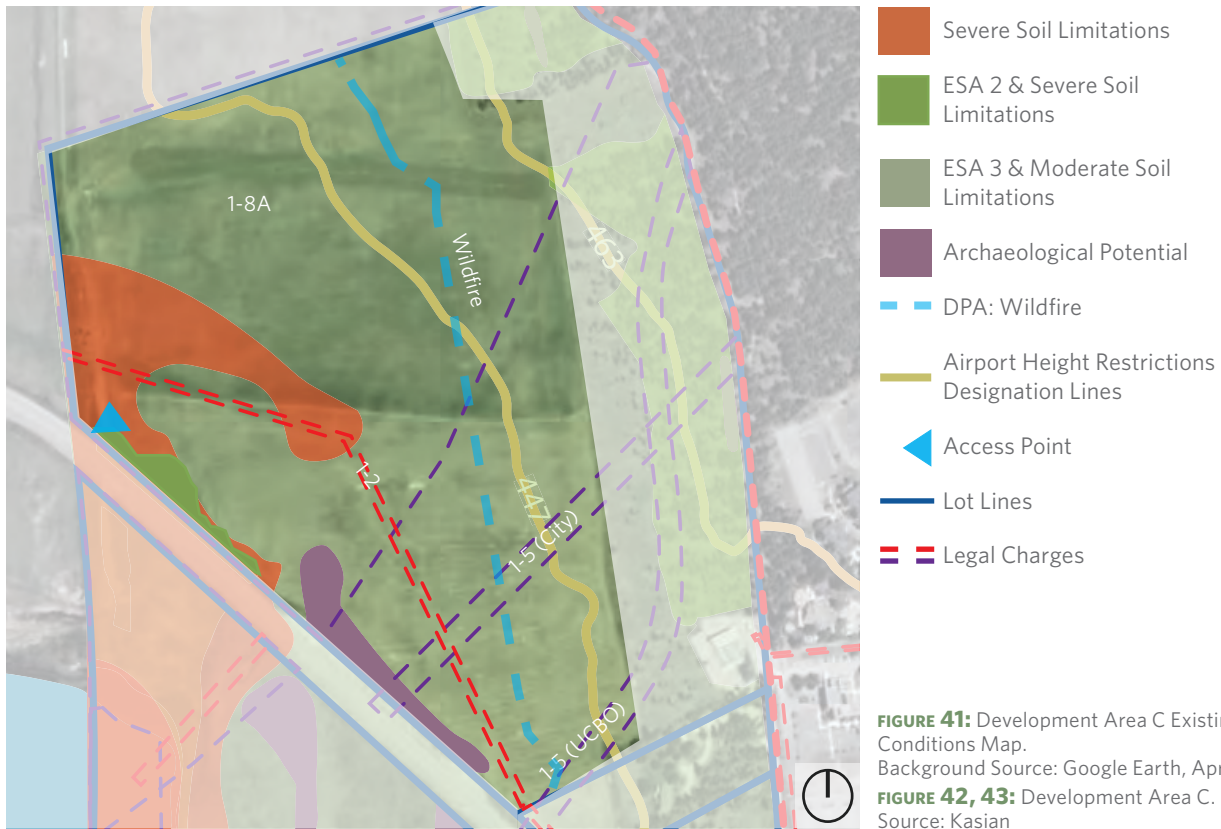 1-8A
Wildfire
463
1-2
447
1-5 (City)
1-5 (UCBO)
Severe Soil Limitations
ESA 2 & Severe Soil
Limitations
ESA 3 & Moderate Soil
Limitations
Archaeological Potential
DPA: Wildfire
Airport Height Restrictions
Designation Lines
Access Point
Lot Lines
Legal Charges
FIGURE 41: Development Area C Existin
Conditions Map.
Background Source: Google Earth, Apr
FIGURE 42, 43: Development Area C.
Source: Kasian